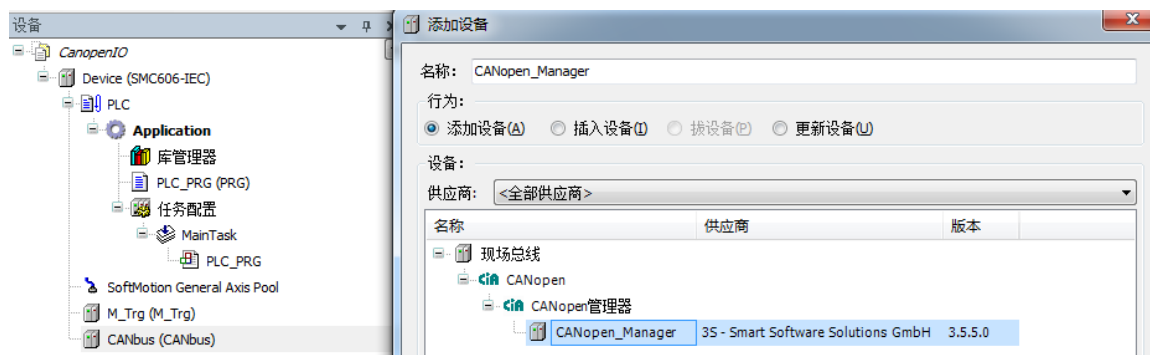 设备
CanopenIO
Device (SMC606-IEC)
PLC
Application
库管理器
PLC_PRG (PRG)
任务配置
MainTask
PLC_PRG
SoftMotion General Axis Pool
M_Trg (M_Trg)
CANbus (CANbus)
添加设备
名称: CANopen_Manager
行为:
添加设备(A) 插入设备(I) 拔设备(P) 更新设备(U)
设备:
供应商: <全部供应商>
名称 供应商 版本
现场总线
CiA CANopen
CiA CANopen管理器
CANopen_Manager 3S - Smart Software Solutions GmbH 3.5.5.0